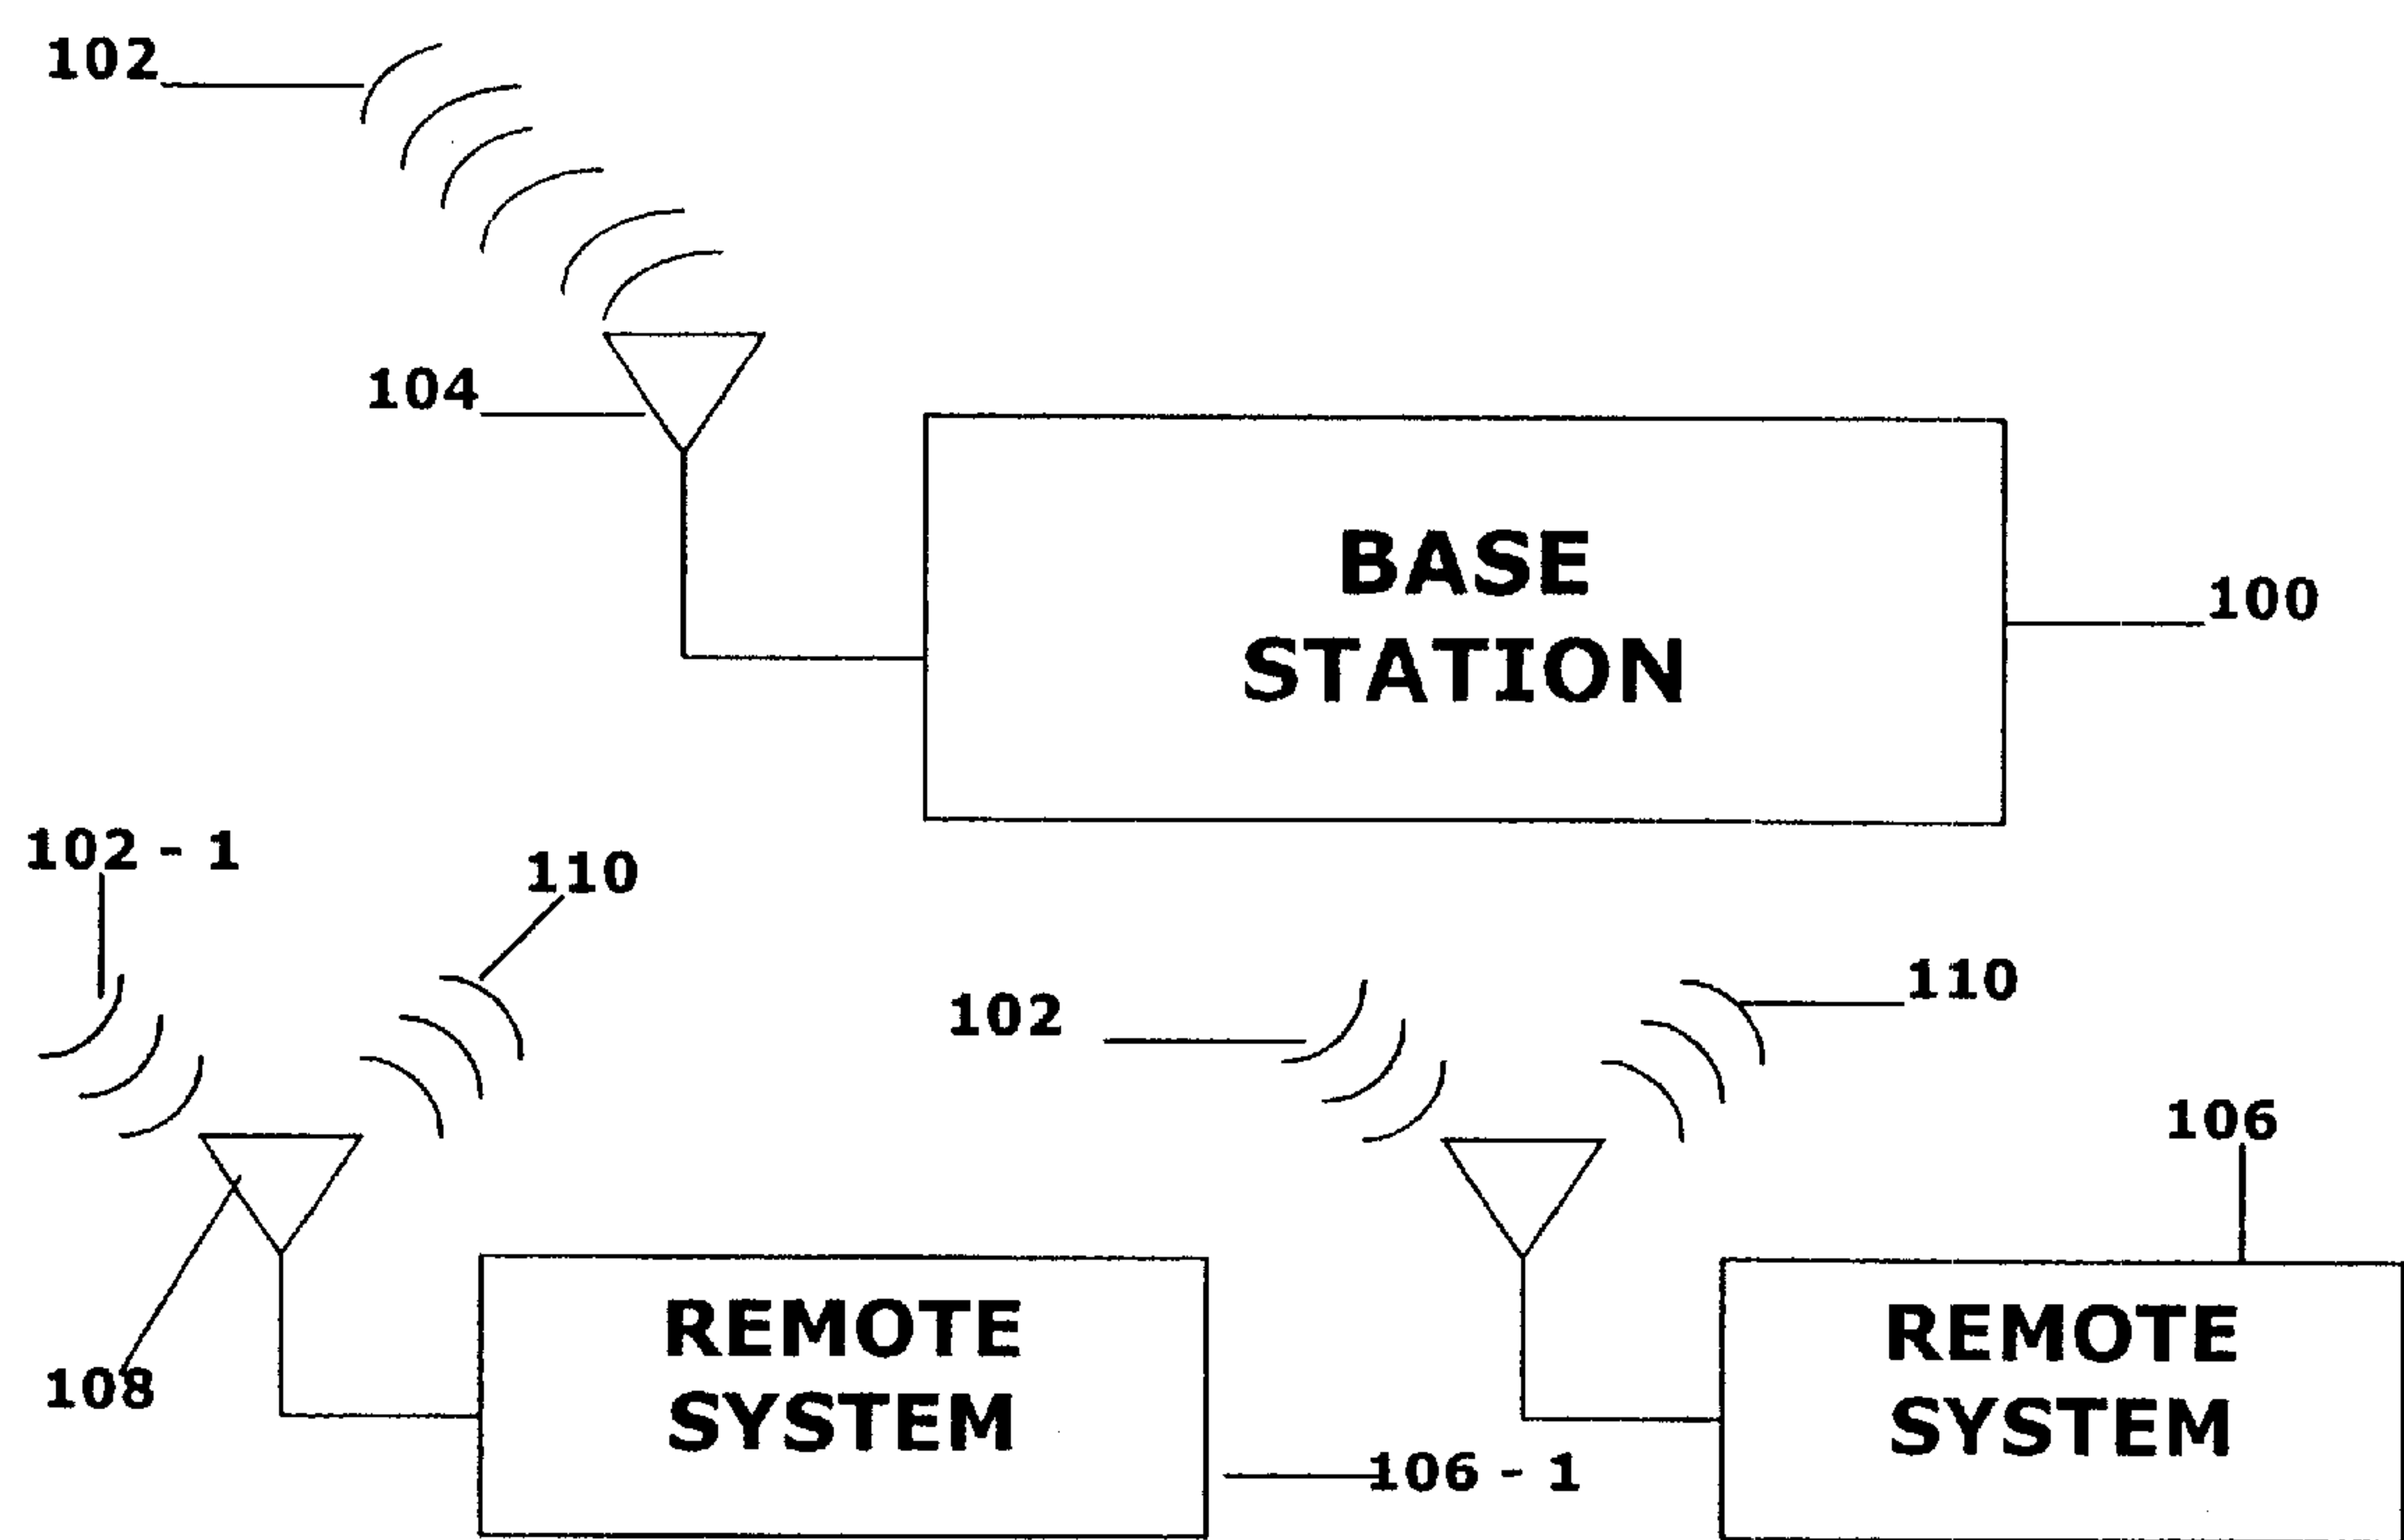 102
104
BASE
STATION
100
102 - 1
110
102
110
106
108
REMOTE
SYSTEM
106 - 1
REMOTE
SYSTEM